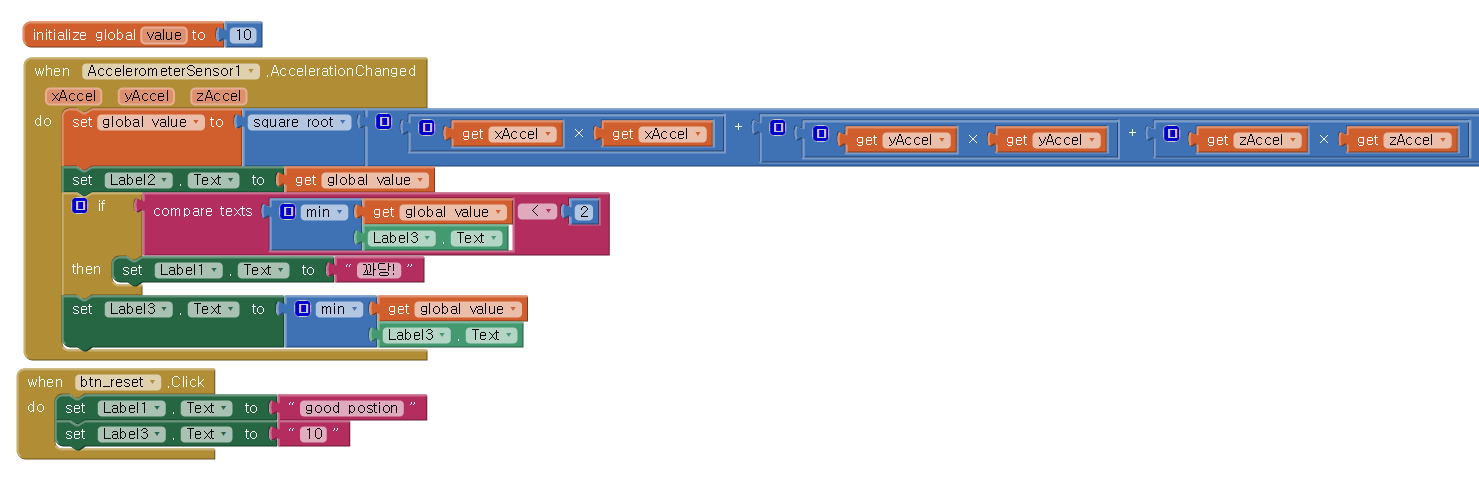 initialize global value to 10
when AccelerometerSensor1 .AccelerationChanged
xAccel yAccel zAccel
do set global value to square root get xAccel × get xAccel + get yAccel × get yAccel + get zAccel × get zAccel
set Label2 . Text to get global value
if compare texts min get global value < 2
Label3 . Text
then set Label1 . Text to " 꽈당! "
set Label3 . Text to min get global value
Label3 . Text
when btn_reset .Click
do set Label1 . Text to " good postion "
set Label3 . Text to " 10 "